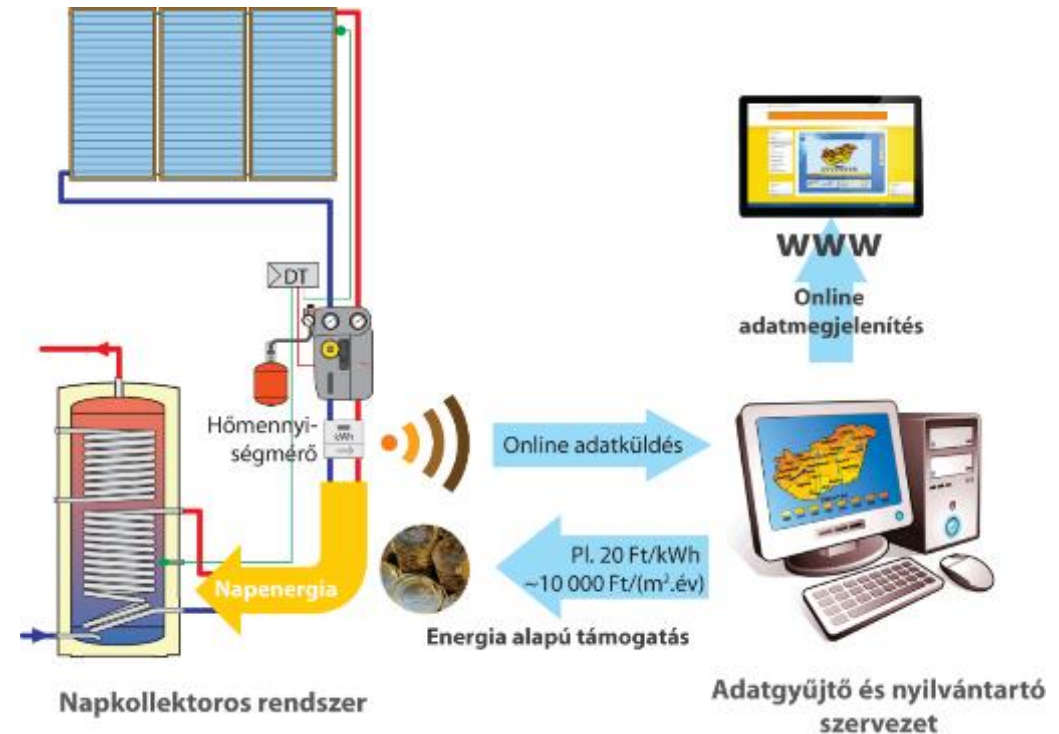 DT
Hőmennyi-
ségmérő
kWh
Napenergia
Napkollektoros rendszer
Online adatküldés
Pl. 20 Ft/kWh
~10 000 Ft/(m².év)
Energia alapú támogatás
www
Online
adatmegjelenítés
Adatgyűjtő és nyilvántartó
szervezet